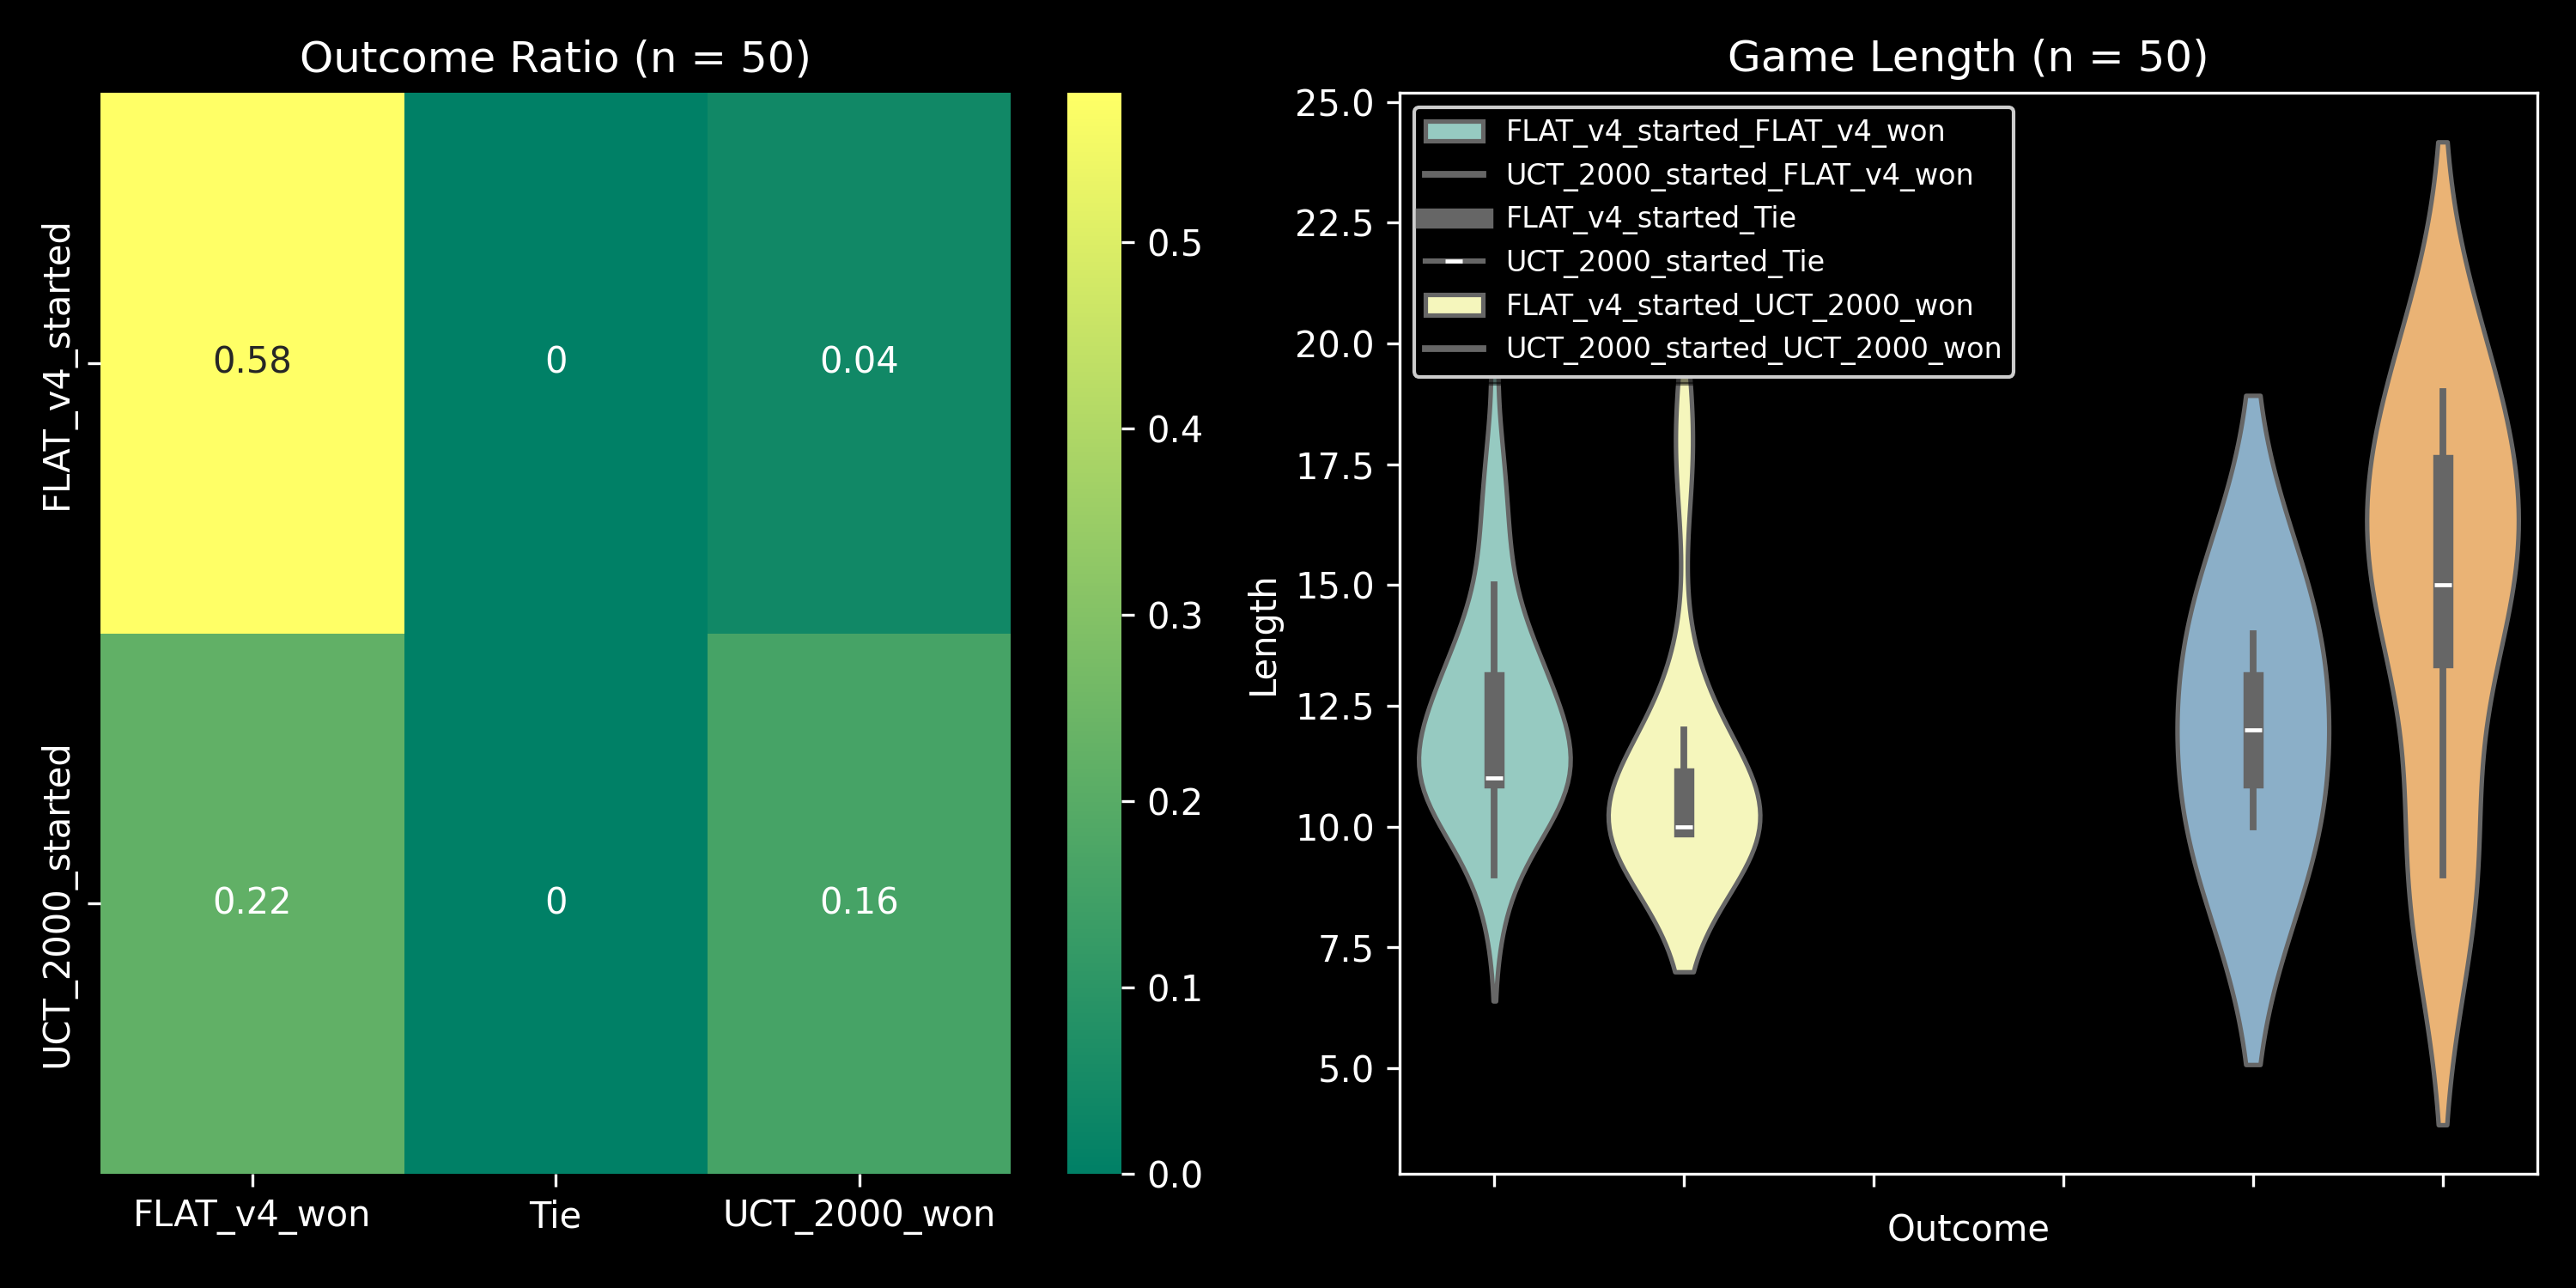 Outcome Ratio (n = 50)
FLAT_v4_started
UCT_2000_started
0.58
0
0.04
0.22
0
0.16
FLAT_v4_won
Tie
UCT_2000_won
0.5
0.4
0.3
0.2
0.1
0.0
Game Length (n = 50)
Length
25.0
22.5
20.0
17.5
15.0
12.5
10.0
7.5
5.0
FLAT_v4_started_FLAT_v4_won
UCT_2000_started_FLAT_v4_won
FLAT_v4_started_Tie
UCT_2000_started_Tie
FLAT_v4_started_UCT_2000_won
UCT_2000_started_UCT_2000_won
Outcome